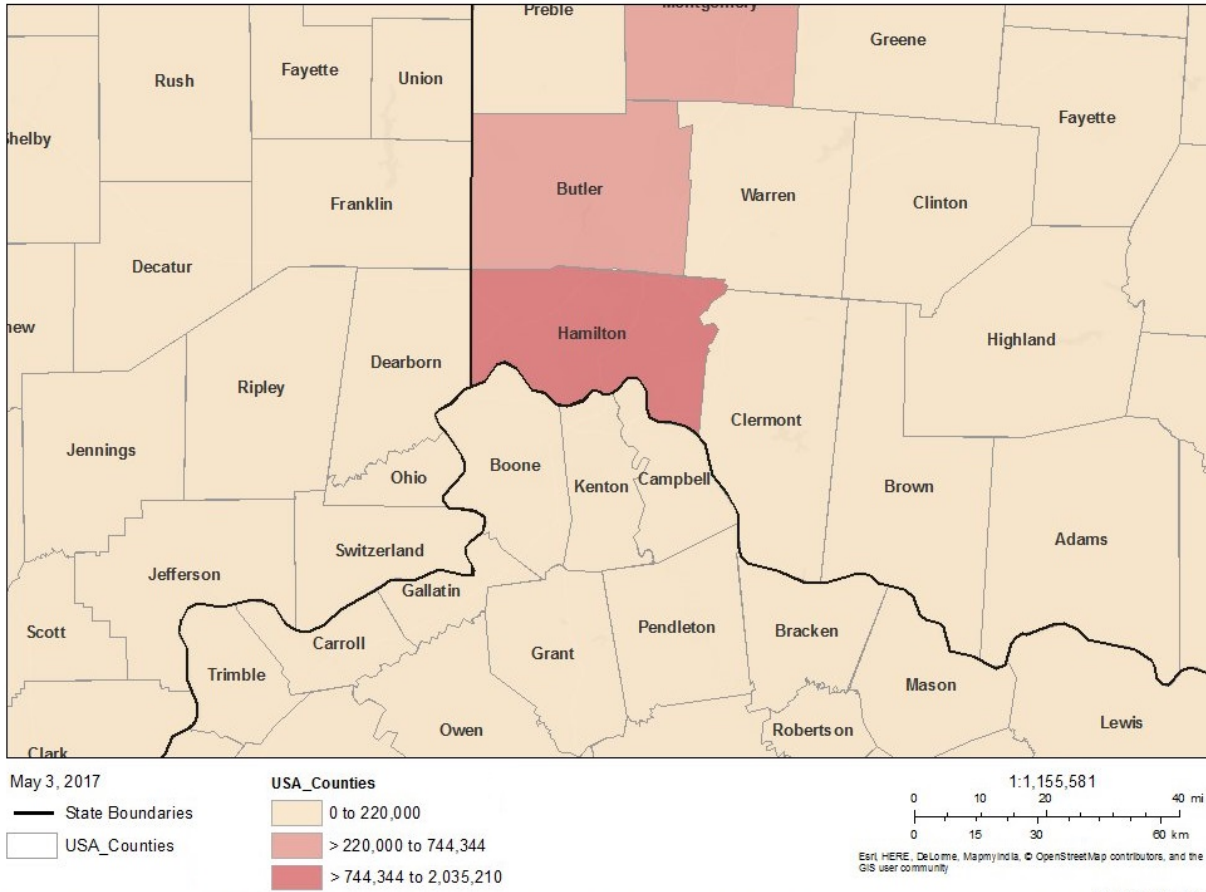 Preble
Montgomery
Greene
Rush
Fayette
Union
Fayette
Shelby
Butler
Warren
Clinton
Franklin
Decatur
Hamilton
Highland
Dearborn
Ripley
Clermont
Jennings
Boone
Ohio
Kenton
Campbell
Brown
Adams
Switzerland
Jefferson
Gallatin
Scott
Carroll
Pendleton
Bracken
Trimble
Grant
Mason
Owen
Robertson
Lewis
Clark
May 3, 2017
State Boundaries
USA_Counties
USA_Counties
0 to 220,000
> 220,000 to 744,344
> 744,344 to 2,035,210
1:1,155,581
0 10 20 40 mi
0 15 30 60 km
Esri, HERE, DeLorme, MapmyIndia, © OpenStreetMap contributors, and the
GIS user community